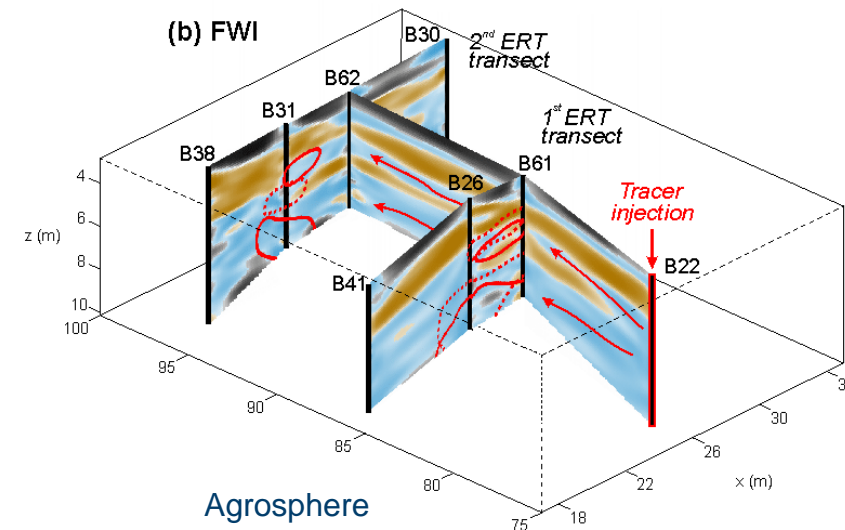 (b) FWI
B30
2nd ERT
transect
B62
B31
1st ERT
transect
B38
B61
B26
Tracer
injection
B22
B41
z (m)
4
6
8
10
100
95
90
85
80
75
18
22
26
30
3
x (m)
Agrosphere